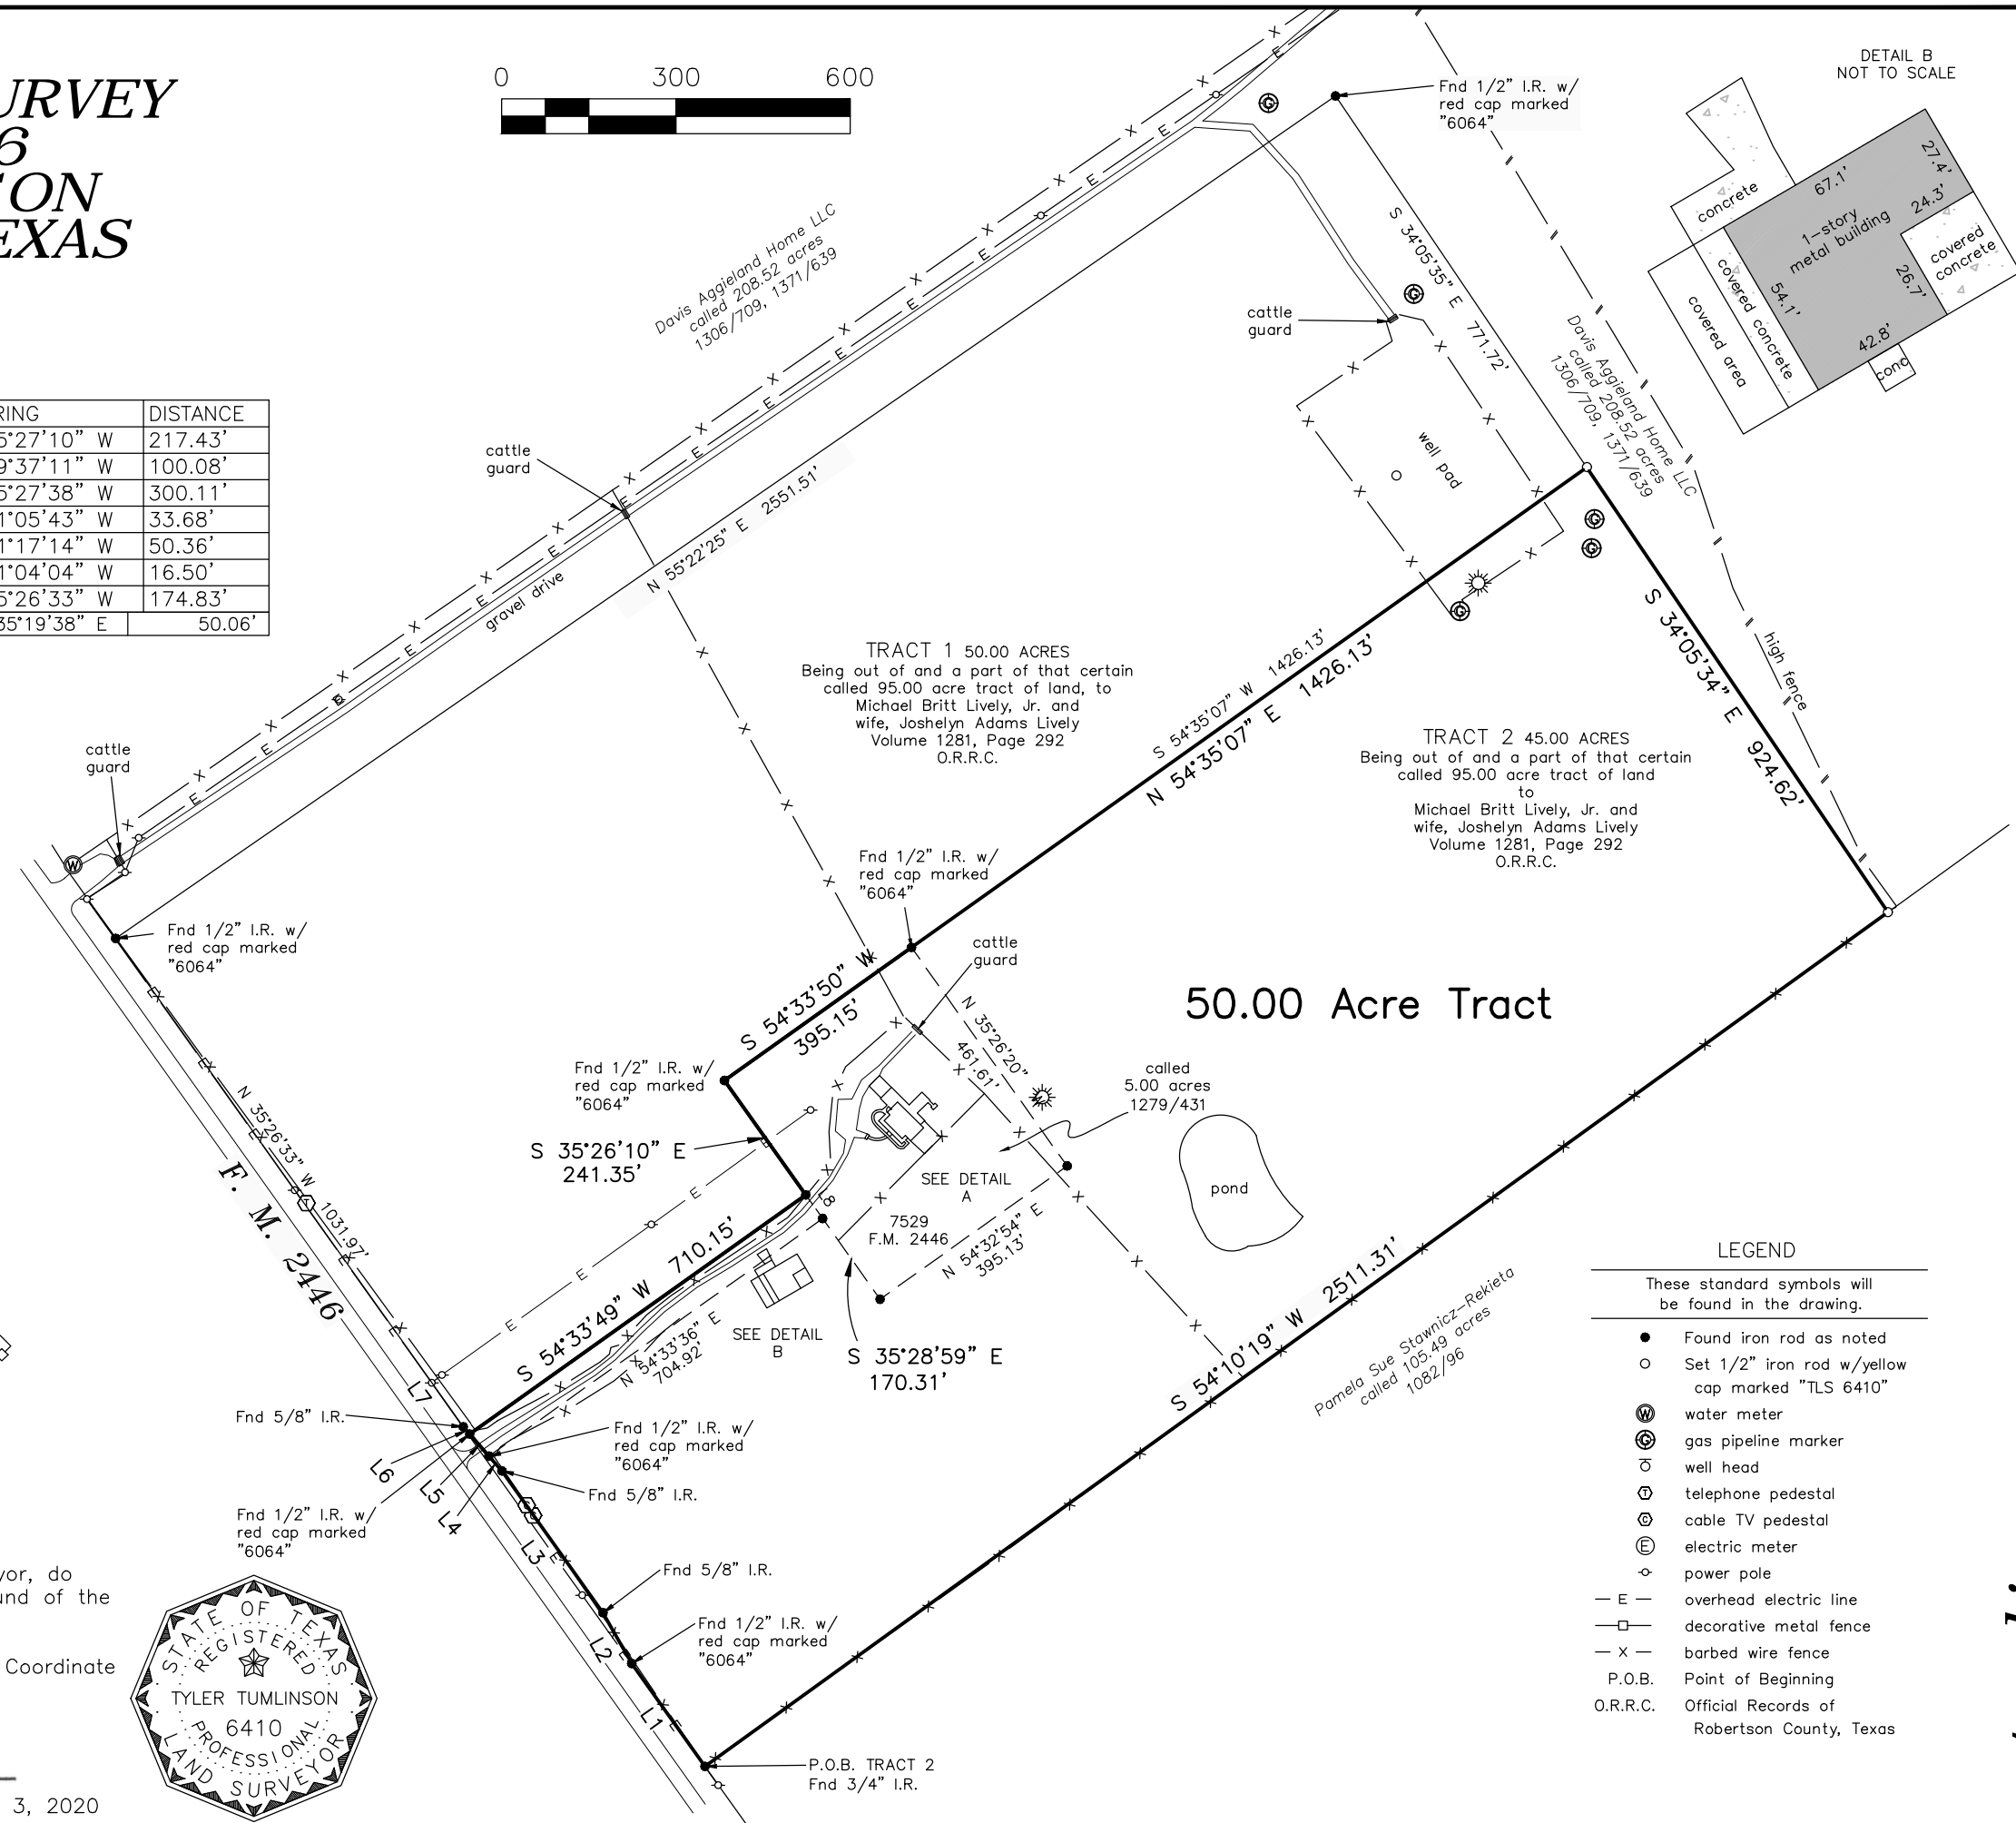 URVEY
6
ON
EXAS
0 300 600
DETAIL B
NOT TO SCALE
67.1'
27.4'
24.3'
1-story
metal building
concrete
covered
concrete
26.7'
54.1'
42.8'
conc
covered concrete
covered area
Fnd 1/2" I.R. w/
red cap marked
"6064"
Davis Aggieland Home LLC
called 208.52 acres
1306/709, 1371/639
S 34°05'35" E 771.72'
cattle
guard
Davis Aggieland Home LLC
called 208.52 acres
1306/709, 1371/639
well pad
RING DISTANCE
5°27'10" W 217.43'
9°37'11" W 100.08'
5°27'38" W 300.11'
1°05'43" W 33.68'
1°17'14" W 50.36'
1°04'04" W 16.50'
5°26'33" W 174.83'
35°19'38" E 50.06'
cattle
guard
N 55°22'25" E 2551.51'
gravel drive
TRACT 1 50.00 ACRES
Being out of and a part of that certain
called 95.00 acre tract of land, to
Michael Britt Lively, Jr. and
wife, Joshelyn Adams Lively
Volume 1281, Page 292
O.R.R.C.
S 54°35'07" W 1426.13'
N 54°35'07" E 1426.13'
S 34°05'34" E 924.62'
high fence
TRACT 2 45.00 ACRES
Being out of and a part of that certain
called 95.00 acre tract of land
to
Michael Britt Lively, Jr. and
wife, Joshelyn Adams Lively
Volume 1281, Page 292
O.R.R.C.
cattle
guard
Fnd 1/2" I.R. w/
red cap marked
"6064"
Fnd 1/2" I.R. w/
red cap marked
"6064"
cattle
guard
S 54°33'50" W
395.15'
50.00 Acre Tract
N 35°26'20"
461.61'
Fnd 1/2" I.R. w/
red cap marked
"6064"
called
5.00 acres
1279/431
S 35°26'10" E
241.35'
N 35°26'33" W 1031.97'
F. M. 2446
SEE DETAIL
A
pond
L8
7529
F.M. 2446
N 54°32'54" E
395.13'
S 54°33'49" W 710.15'
N 54°33'36" E
704.92'
SEE DETAIL
B
S 35°28'59" E
170.31'
S 54°10'19" W 2511.31'
Pamela Sue Stawnicz-Rekieta
called 105.49 acres
1082/96
L7
Fnd 5/8" I.R.
L6
L5
L4
Fnd 1/2" I.R. w/
red cap marked
"6064"
Fnd 5/8" I.R.
Fnd 1/2" I.R. w/
red cap marked
"6064"
L3
Fnd 5/8" I.R.
Fnd 1/2" I.R. w/
red cap marked
"6064"
L2
L1
P.O.B. TRACT 2
Fnd 3/4" I.R.
LEGEND
These standard symbols will
be found in the drawing.
Found iron rod as noted
Set 1/2" iron rod w/yellow
cap marked "TLS 6410"
W water meter
G gas pipeline marker
well head
T telephone pedestal
C cable TV pedestal
E electric meter
power pole
E overhead electric line
decorative metal fence
X barbed wire fence
P.O.B. Point of Beginning
O.R.R.C. Official Records of
Robertson County, Texas
vor, do
und of the
Coordinate
3, 2020
STATE OF TEXAS
REGISTERED
TYLER TUMLINSON
6410
PROFESSIONAL
LAND SURVEYOR